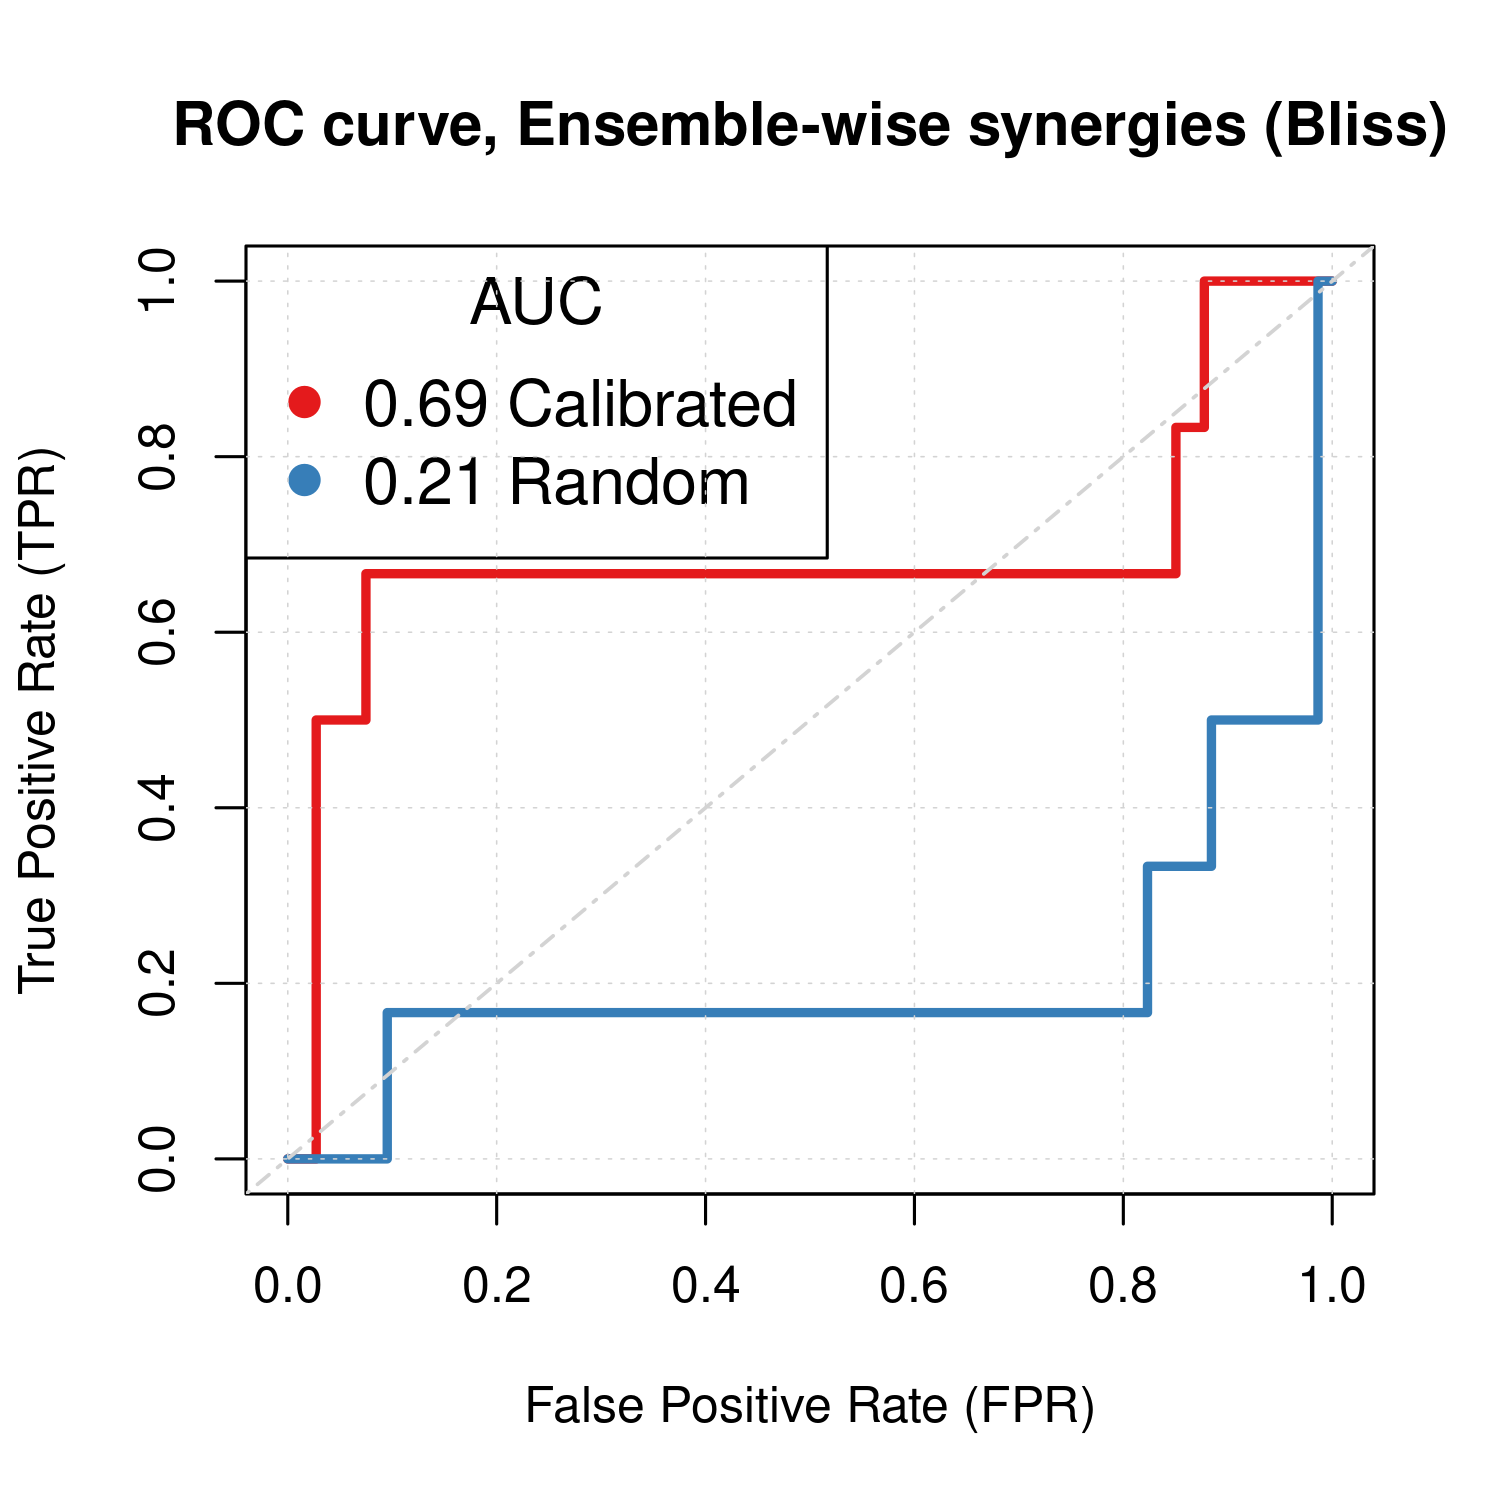 ROC curve, Ensemble-wise synergies (Bliss)
AUC
0.69 Calibrated
0.21 Random
True Positive Rate (TPR)
1.0
0.8
0.6
0.4
0.2
0.0
0.0 0.2 0.4 0.6 0.8 1.0
False Positive Rate (FPR)